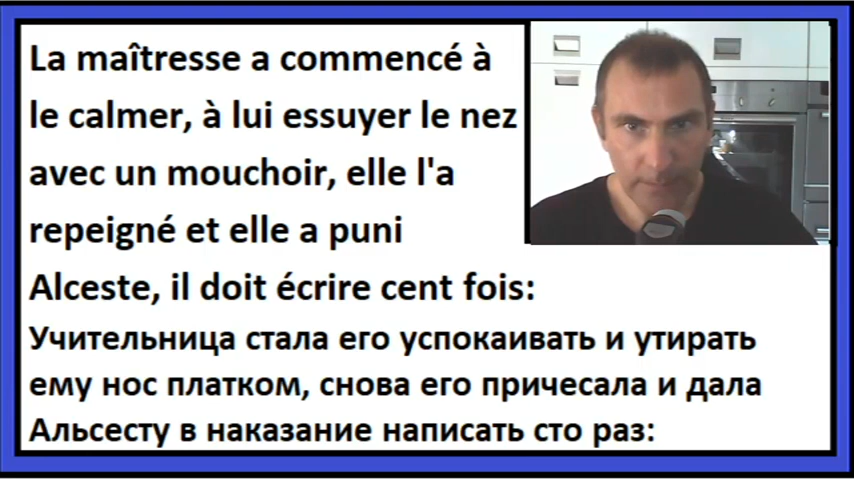 La maîtresse a commencé à
le calmer, à lui essuyer le nez
avec un mouchoir, elle l'a
repeigné et elle a puni
Alceste, il doit écrire cent fois:
Учительница стала его успокаивать и утирать
ему нос платком, снова его причесала и дала
Альсесту в наказание написать сто раз: